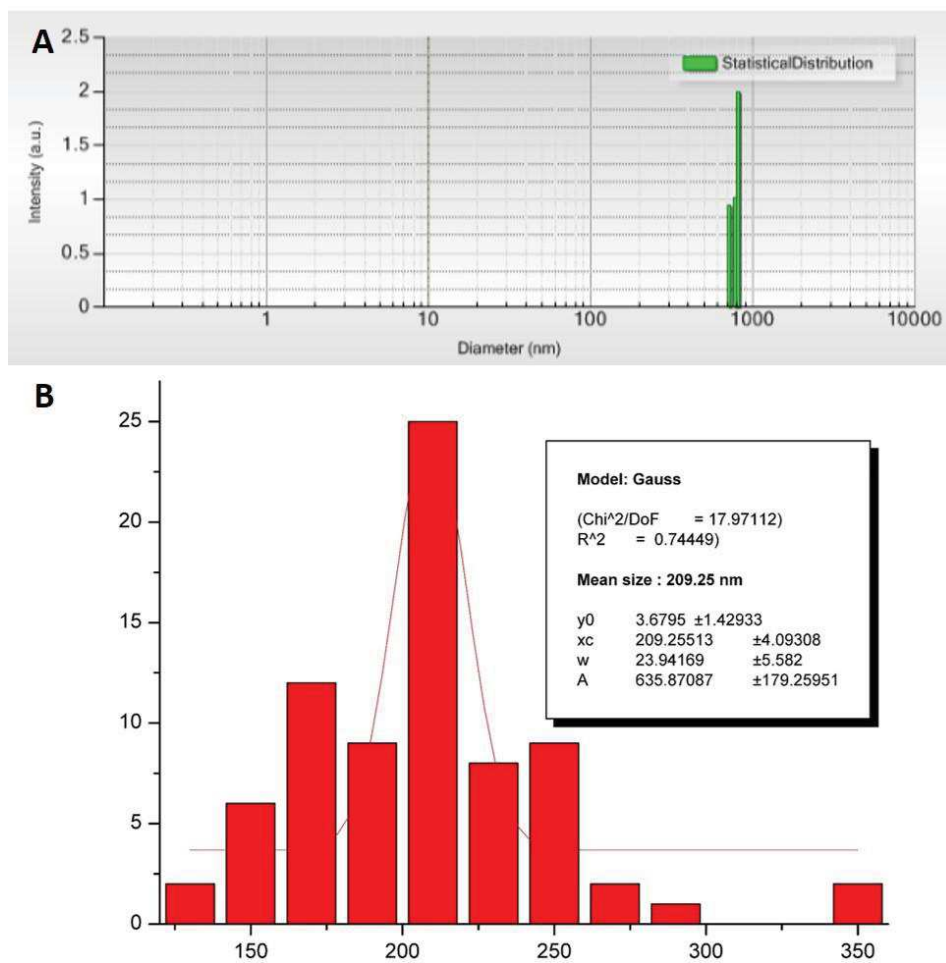 A
2.5
2
1.5
1
0.5
0
Intensity (a.u.)
StatisticalDistribution
1 10 100 1000 10000
Diameter (nm)
B
25
20
15
10
5
0
Model: Gauss
(Chi^2/DoF = 17.97112)
R^2 = 0.74449)
Mean size : 209.25 nm
y0 3.6795 ±1.42933
xc 209.25513 ±4.09308
w 23.94169 ±5.582
A 635.87087 ±179.25951
150 200 250 300 350